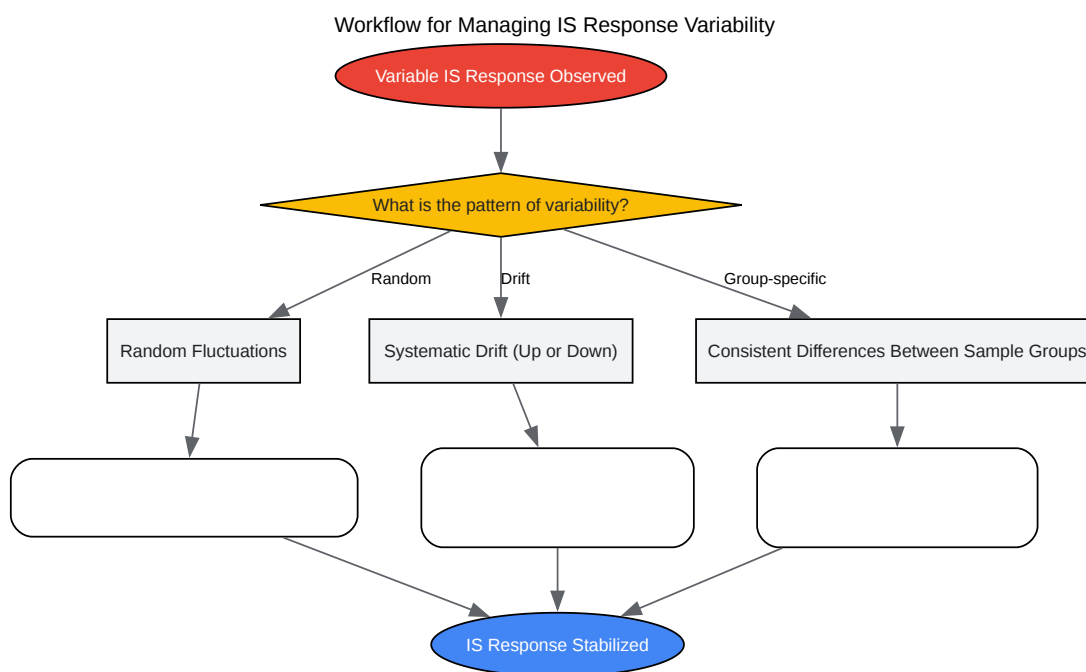 Workflow for Managing IS Response Variability
Variable IS Response Observed
What is the pattern of variability?
Random
Drift
Group-specific
Random Fluctuations
Systematic Drift (Up or Down)
Consistent Differences Between Sample Groups
IS Response Stabilized